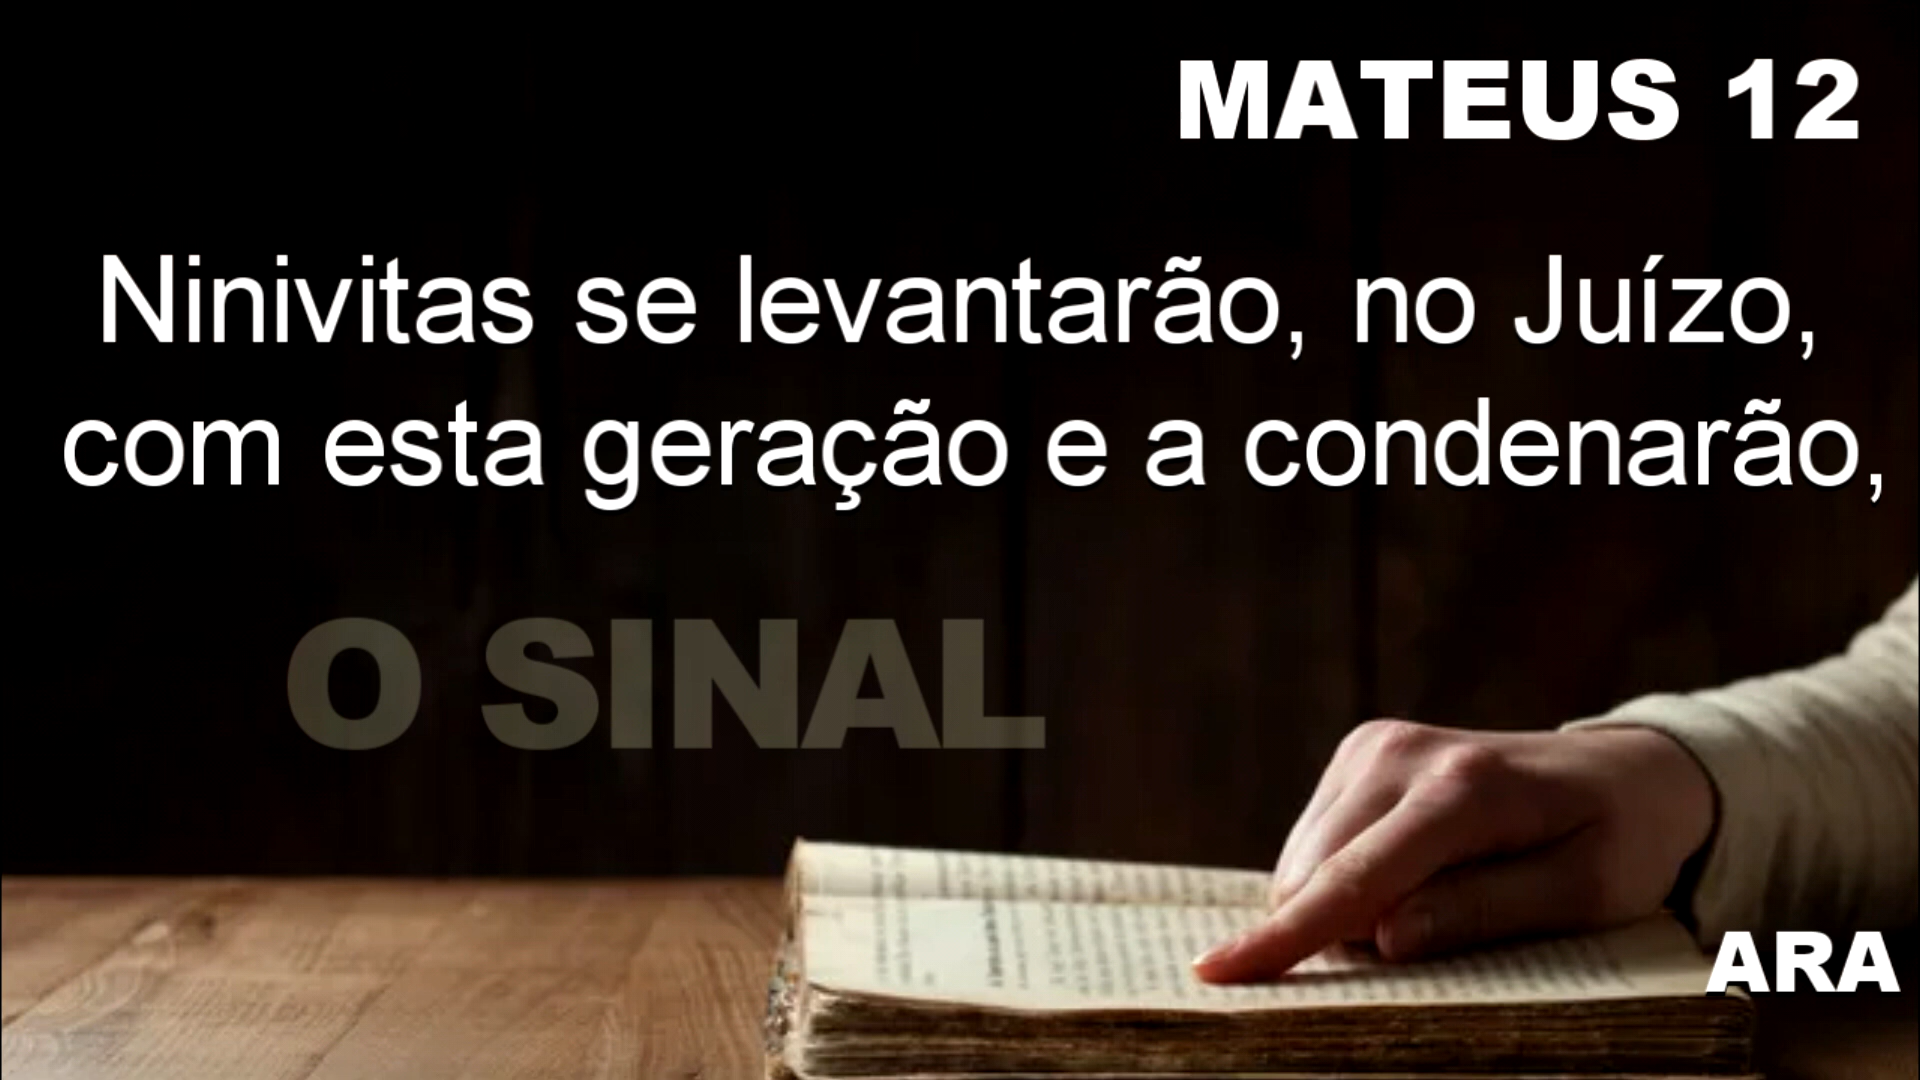 MATEUS 12
Ninivitas se levantarão, no Juízo,
com esta geração e a condenarão,
O SINAL
ARA